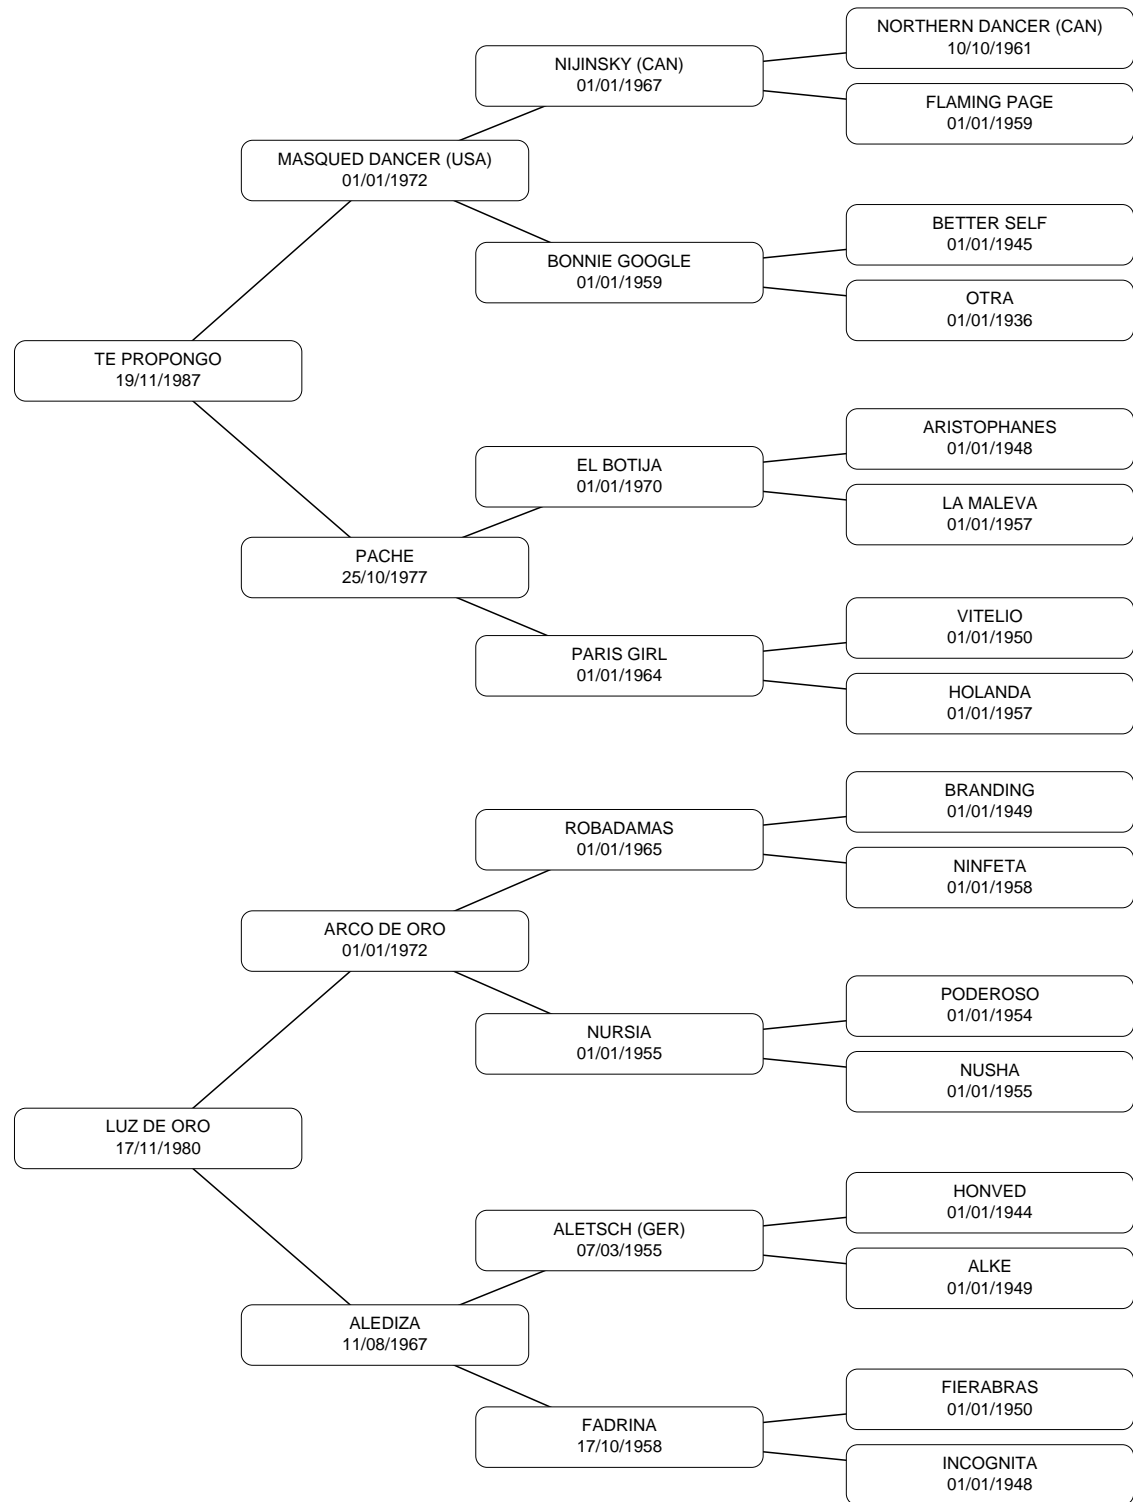 NORTHERN DANCER (CAN)
10/10/1961
NIJINSKY (CAN)
01/01/1967
FLAMING PAGE
01/01/1959
MASQUED DANCER (USA)
01/01/1972
BETTER SELF
01/01/1945
BONNIE GOOGLE
01/01/1959
OTRA
01/01/1936
TE PROPONGO
19/11/1987
ARISTOPHANES
01/01/1948
EL BOTIJA
01/01/1970
LA MALEVA
01/01/1957
PACHE
25/10/1977
VITELIO
01/01/1950
PARIS GIRL
01/01/1964
HOLANDA
01/01/1957
BRANDING
01/01/1949
ROBADAMAS
01/01/1965
NINFETA
01/01/1958
ARCO DE ORO
01/01/1972
PODEROSO
01/01/1954
NURSIA
01/01/1955
NUSHA
01/01/1955
LUZ DE ORO
17/11/1980
HONVED
01/01/1944
ALETSCH (GER)
07/03/1955
ALKE
01/01/1949
ALEDIZA
11/08/1967
FIERABRAS
01/01/1950
FADRINA
17/10/1958
INCOGNITA
01/01/1948